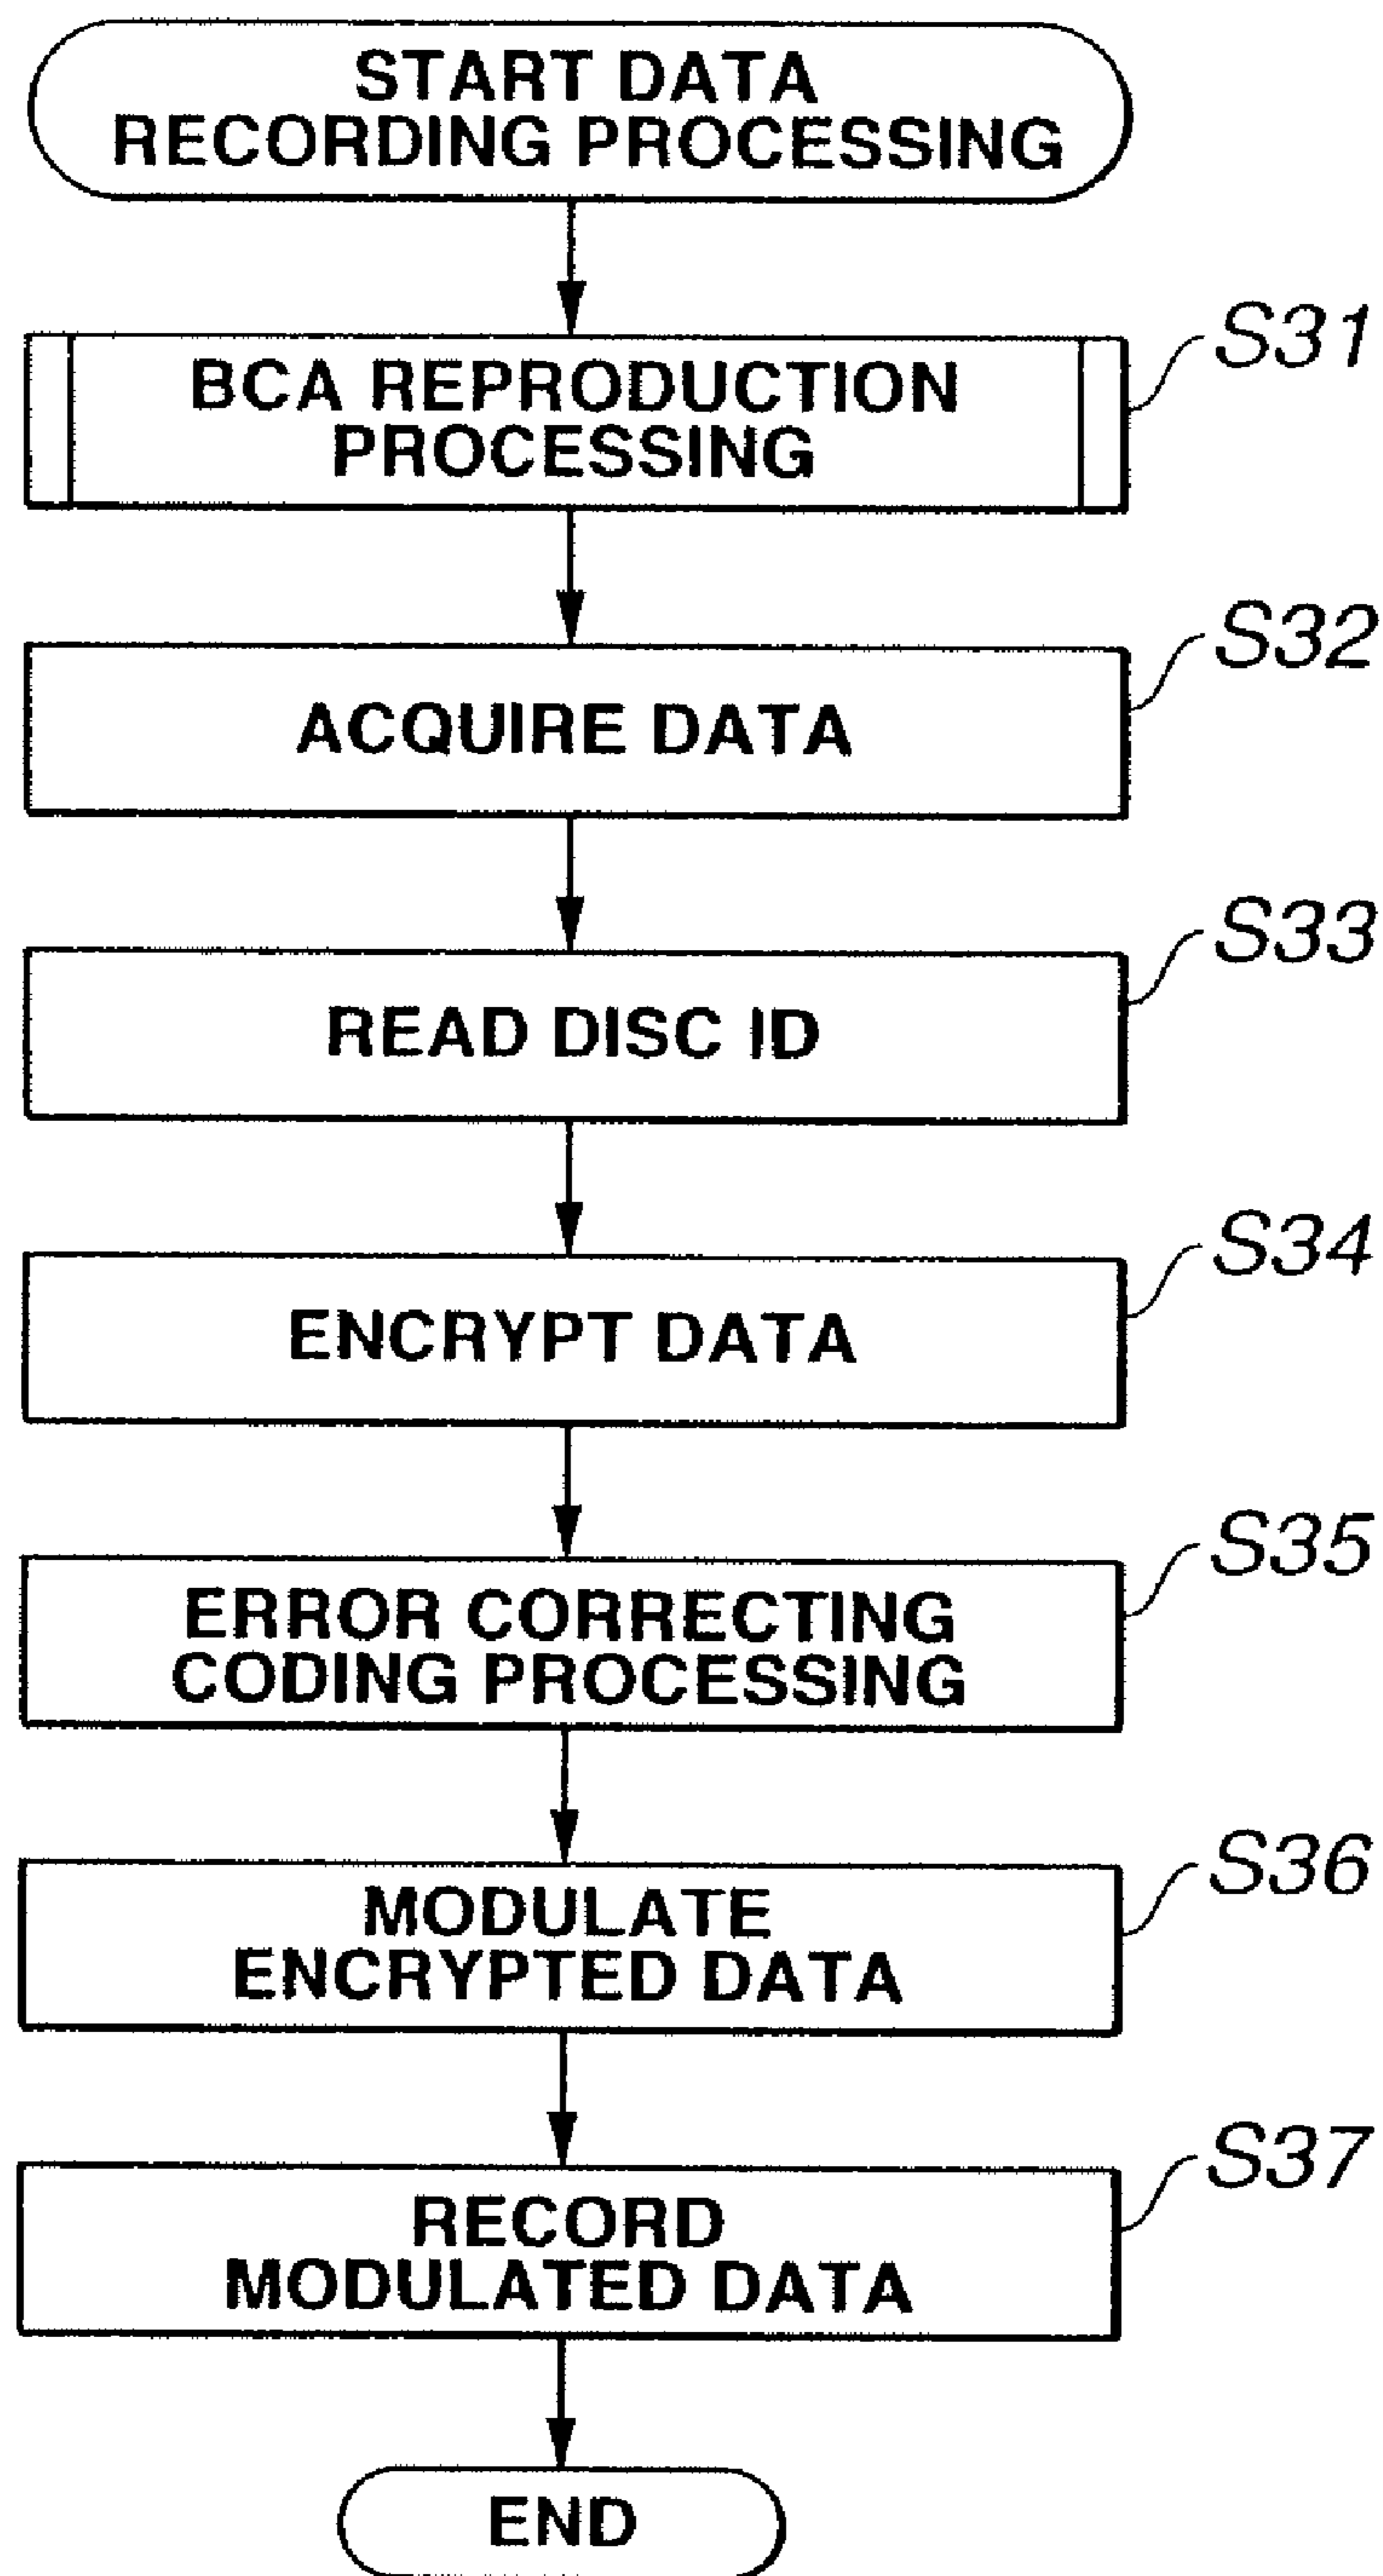 START DATA
RECORDING PROCESSING
S31
BCA REPRODUCTION
PROCESSING
S32
ACQUIRE DATA
S33
READ DISC ID
S34
ENCRYPT DATA
S35
ERROR CORRECTING
CODING PROCESSING
S36
MODULATE
ENCRYPTED DATA
S37
RECORD
MODULATED DATA
END